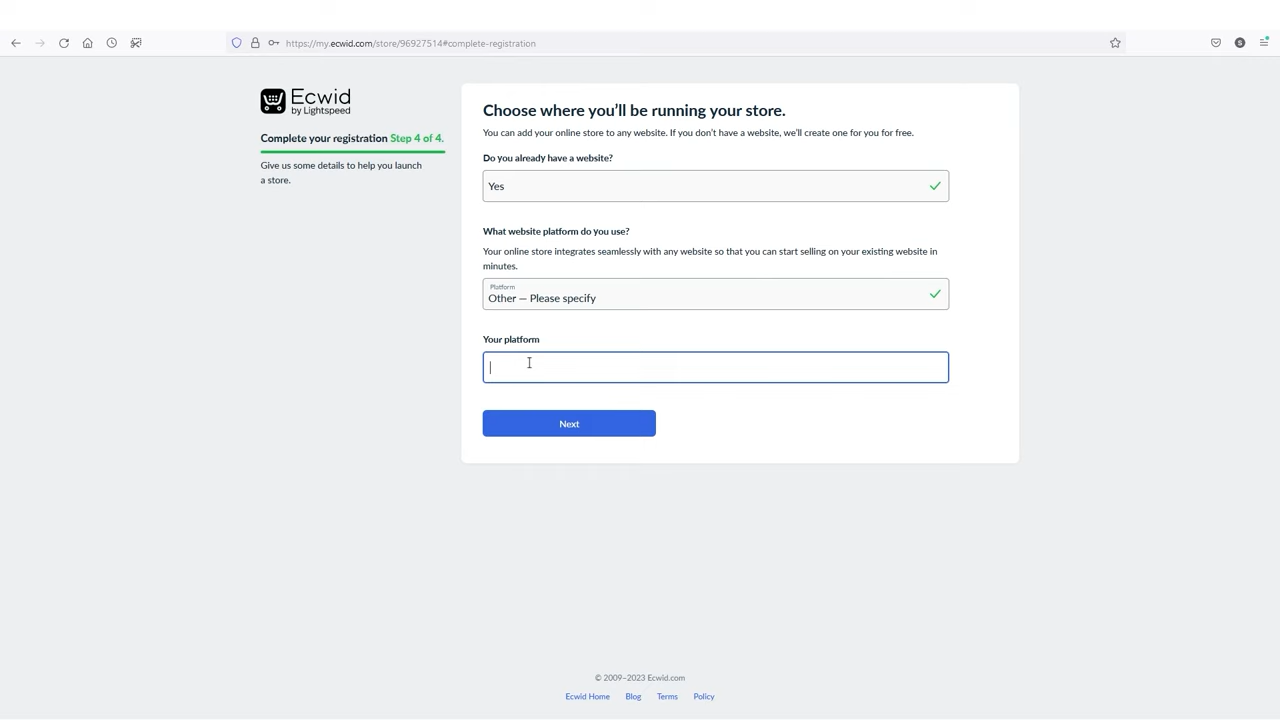 https://my.ecwid.com/store/96927514#complete-registration
Ecwid
by Lightspeed
Complete your registration Step 4 of 4.
Give us some details to help you launch
a store.
Choose where you’ll be running your store.
You can add your online store to any website. If you don’t have a website, we’ll create one for you for free.
Do you already have a website?
Yes
What website platform do you use?
Your online store integrates seamlessly with any website so that you can start selling on your existing website in
minutes.
Platform
Other — Please specify
Your platform
Next
© 2009–2023 Ecwid.com
Ecwid Home Blog Terms Policy